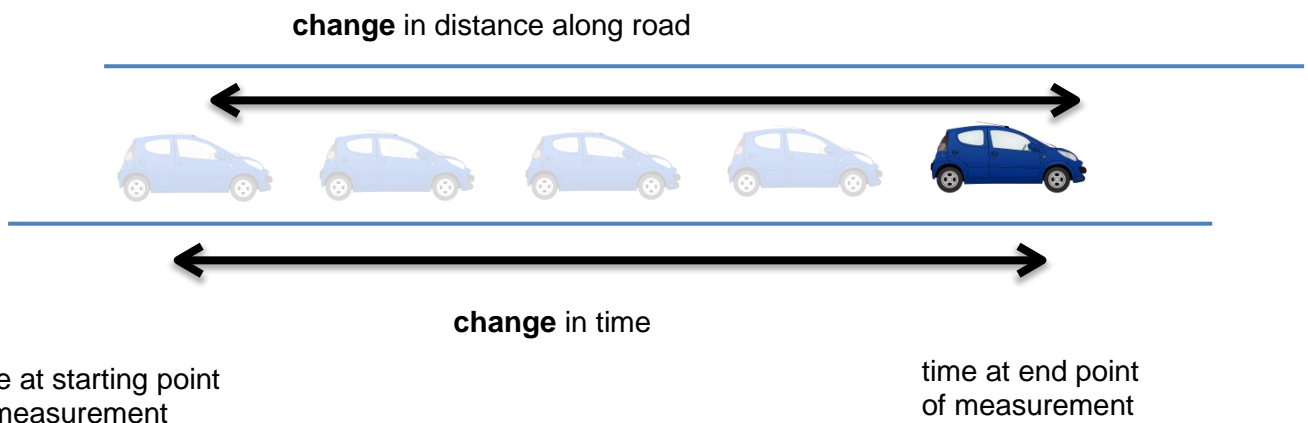 change in distance along road
change in time
e at starting point
measurement
time at end point
of measurement